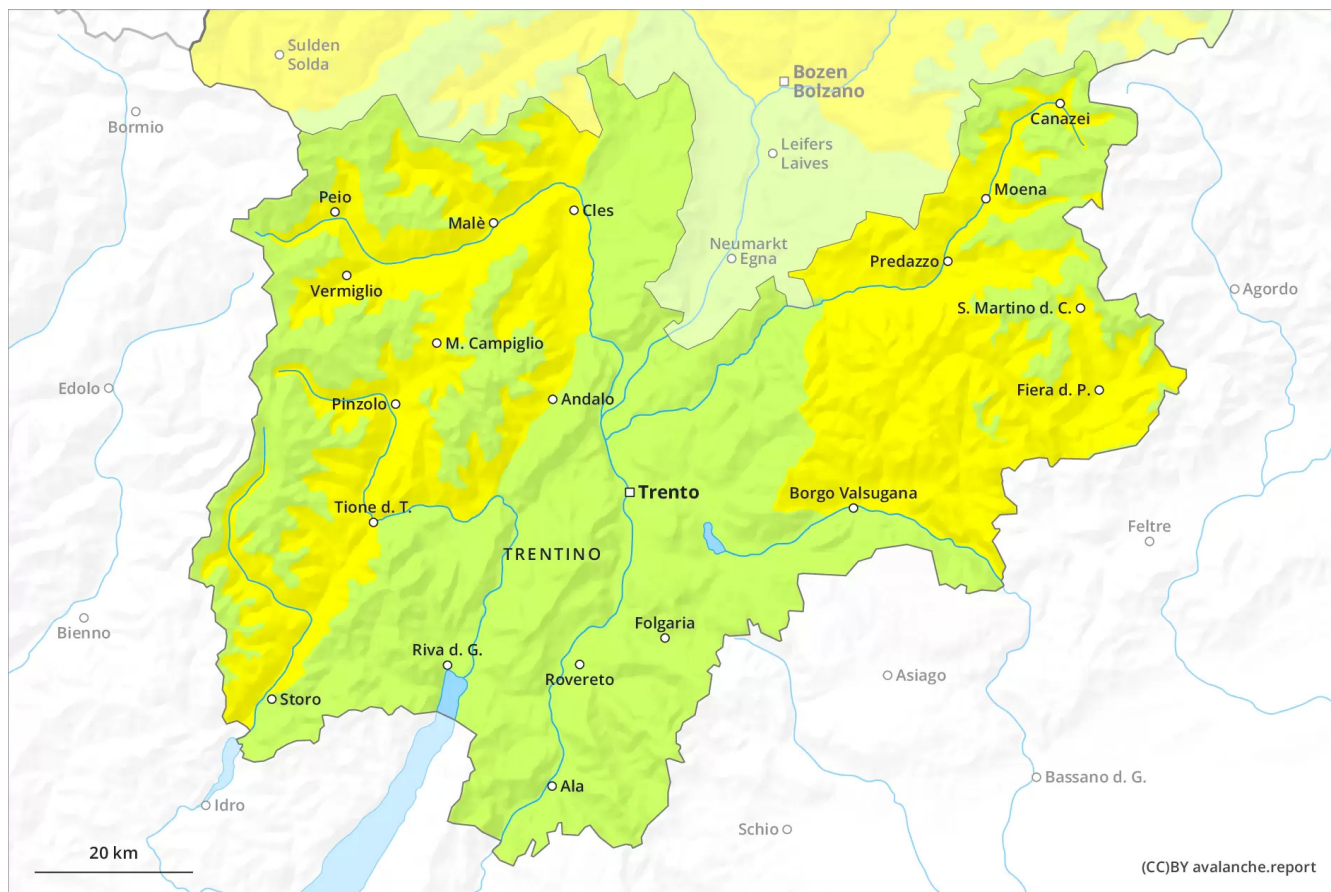 Sulden
Solda
Bozen
Bolzano
Bormio
Canazei
Leifers
Laives
Peio
Moena
Malè
Cles
Neumarkt
Egna
Predazzo
Vermiglio
Agordo
S. Martino d. C.
M. Campiglio
Edolo
Fiera d. P.
Pinzolo
Andalo
Trento
Borgo Valsugana
Tione d. T.
Feltre
TRENTINO
Bienno
Folgaria
Riva d. G.
Rovereto
Asiago
Storo
Ala
Bassano d. G.
Idro
Schio
20 km
(CC)BY avalanche.report